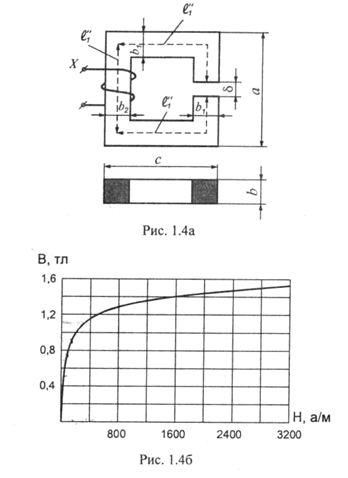 ℓ₁″
ℓ₁″
b₁
X
b₂
ℓ₁″
b₁
δ
a
c
b
Рис. 1.4а
В, тл
1,6
1,2
0,8
0,4
800
1600
2400
3200
Н, а/м
Рис. 1.4б